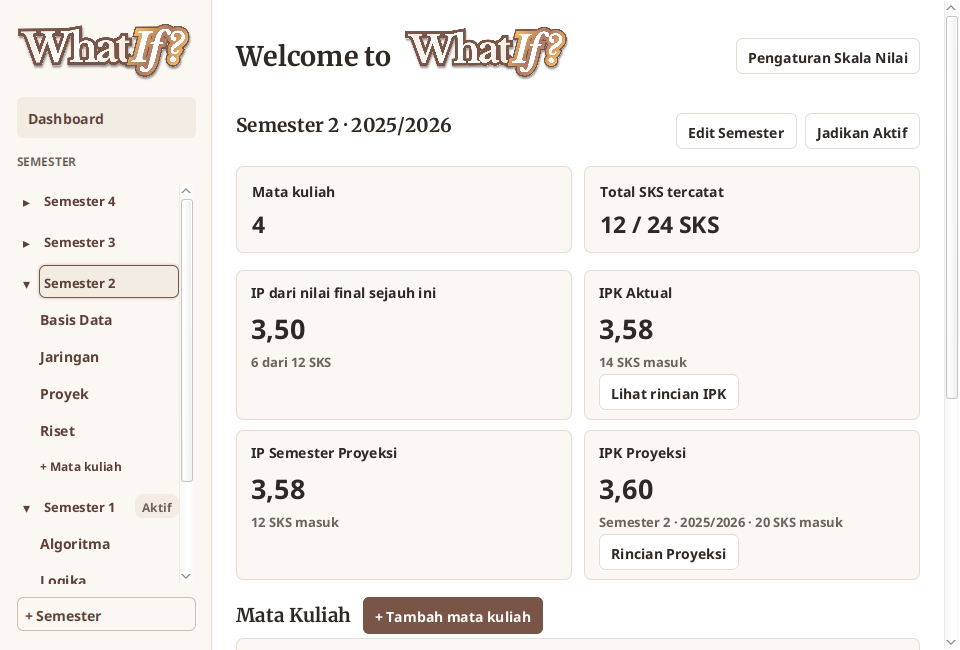 WhatIf?
Dashboard
SEMESTER
Semester 4
Semester 3
Semester 2
Basis Data
Jaringan
Proyek
Riset
+ Mata kuliah
Semester 1 Aktif
Algoritma
Logika
+ Semester
Welcome to WhatIf?
Pengaturan Skala Nilai
Semester 2 · 2025/2026
Edit Semester
Jadikan Aktif
Mata kuliah
4
Total SKS tercatat
12 / 24 SKS
IP dari nilai final sejauh ini
3,50
6 dari 12 SKS
IPK Aktual
3,58
14 SKS masuk
Lihat rincian IPK
IP Semester Proyeksi
3,58
12 SKS masuk
IPK Proyeksi
3,60
Semester 2 · 2025/2026 · 20 SKS masuk
Rincian Proyeksi
Mata Kuliah
+ Tambah mata kuliah